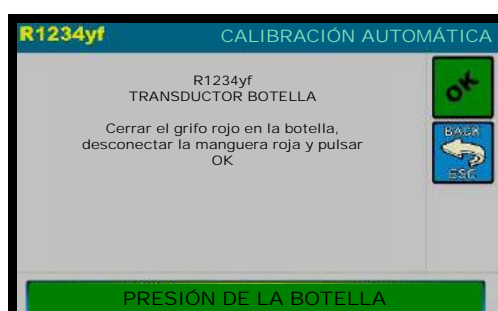 R1234yf CALIBRACIÓN AUTOMÁTICA
R1234yf
TRANSDUCTOR BOTELLA
Cerrar el grifo rojo en la botella,
desconectar la manguera roja y pulsar
OK
OK
BACK
ESC
PRESIÓN DE LA BOTELLA